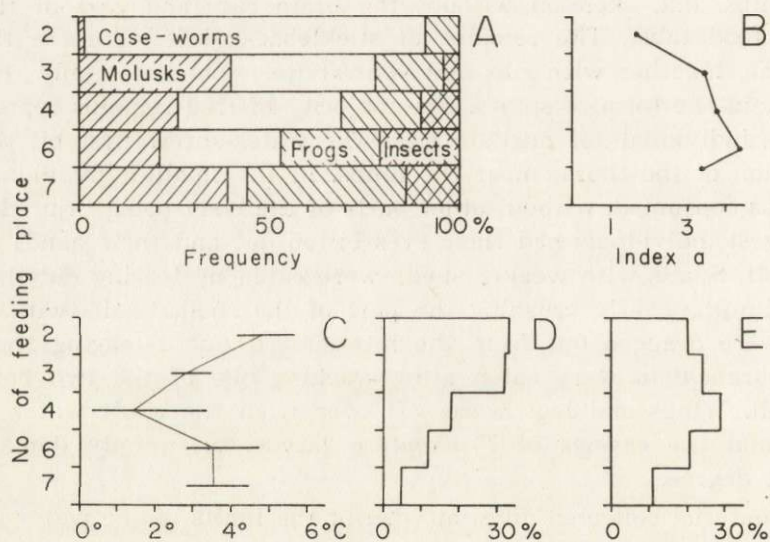 A
2
Case-worms
3
Molusks
4
6
Frogs
Insects
7
0
50
100%
Frequency
B
1
3
Index a
No. of feeding place
C
2
3
4
6
7
0
2
4
6°C
D
0
30%
E
0
30%